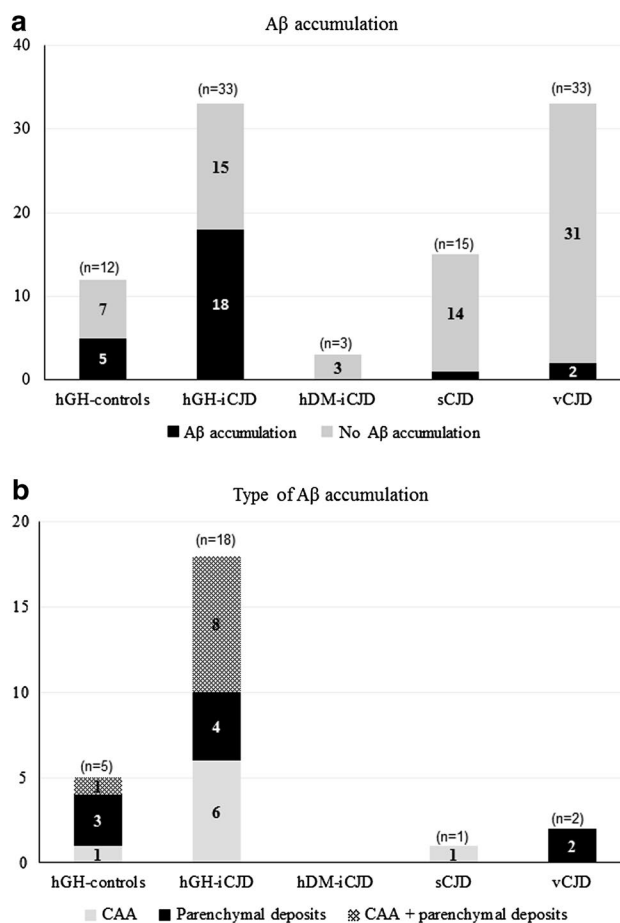 a
Aβ accumulation
40
30
20
10
0
(n=12)
7
5
(n=33)
15
18
(n=3)
3
(n=15)
14
(n=33)
31
2
hGH-controls hGH-iCJD hDM-iCJD sCJD vCJD
Aβ accumulation No Aβ accumulation
b
Type of Aβ accumulation
20
15
10
5
0
(n=5)
1
3
1
(n=18)
8
4
6
(n=1)
1
(n=2)
2
hGH-controls hGH-iCJD hDM-iCJD sCJD vCJD
CAA Parenchymal deposits CAA + parenchymal deposits